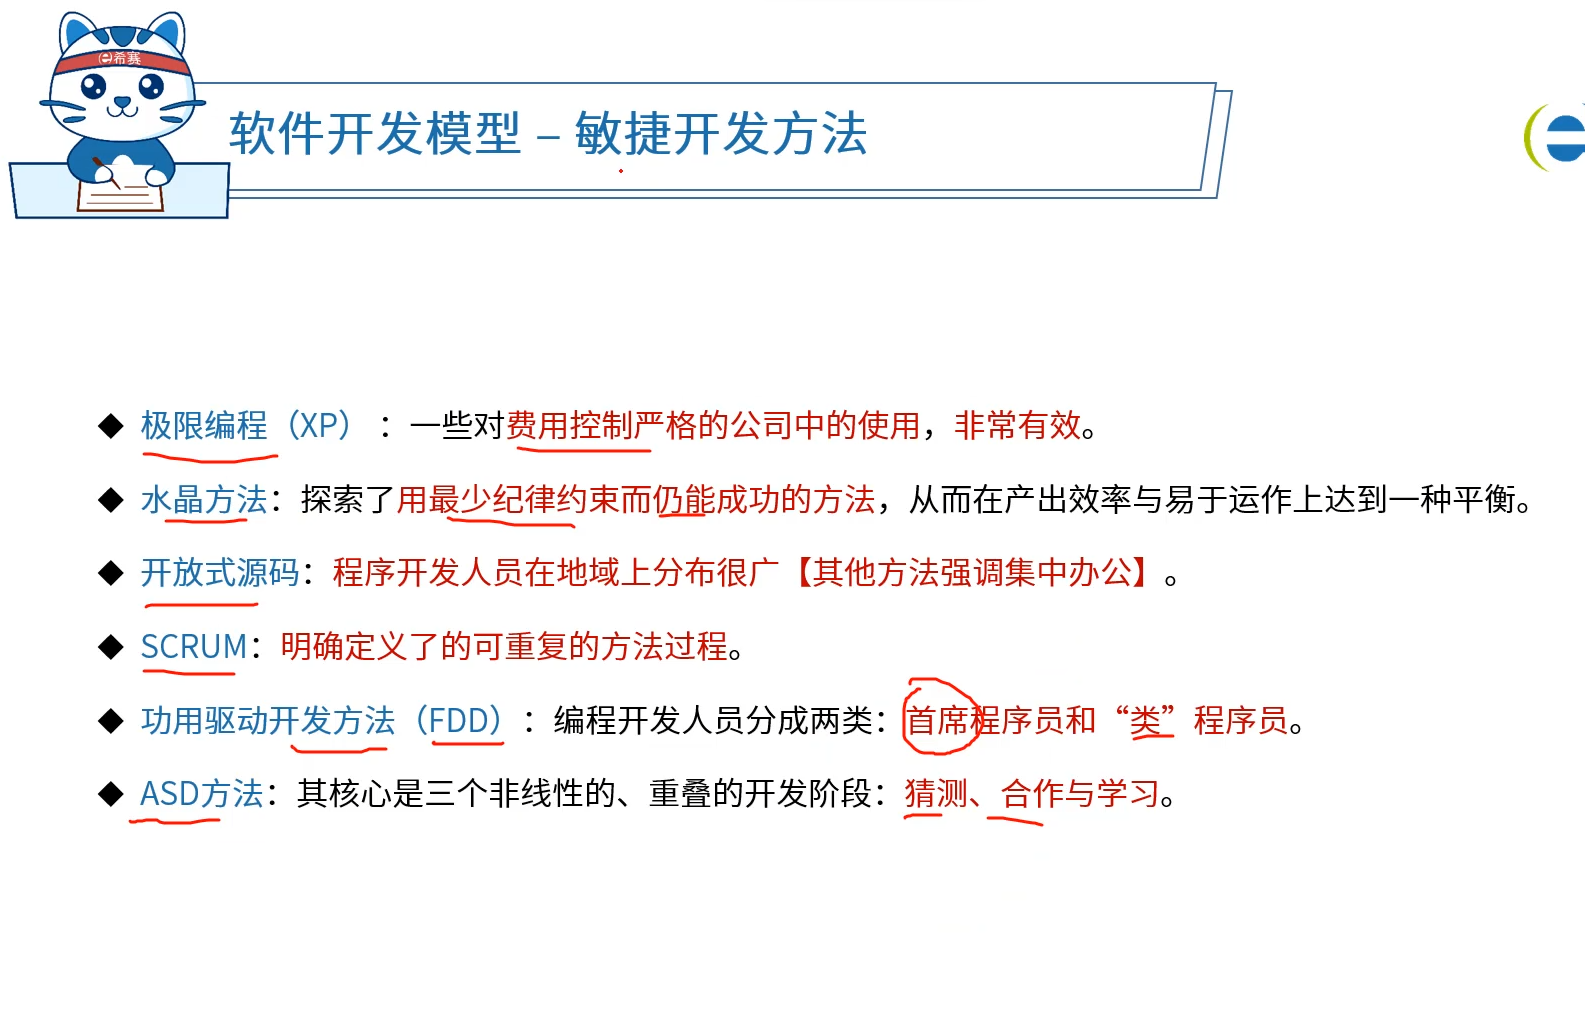 e希赛
软件开发模型 – 敏捷开发方法
◆ 极限编程（XP）：一些对费用控制严格的公司中的使用，非常有效。
◆ 水晶方法：探索了用最少纪律约束而仍能成功的方法，从而在产出效率与易于运作上达到一种平衡。
◆ 开放式源码：程序开发人员在地域上分布很广【其他方法强调集中办公】。
◆ SCRUM：明确定义了的可重复的方法过程。
◆ 功用驱动开发方法（FDD）：编程开发人员分成两类：首席程序员和“类”程序员。
◆ ASD方法：其核心是三个非线性的、重叠的开发阶段：猜测、合作与学习。